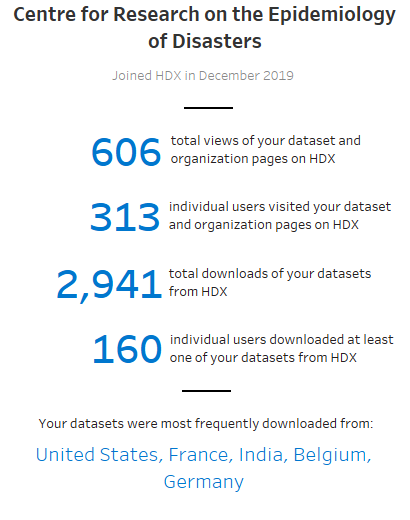 Centre for Research on the Epidemiology
of Disasters
Joined HDX in December 2019
606 total views of your dataset and
organization pages on HDX
313 individual users visited your dataset
and organization pages on HDX
2,941 total downloads of your datasets
from HDX
160 individual users downloaded at least
one of your datasets from HDX
Your datasets were most frequently downloaded from:
United States, France, India, Belgium,
Germany